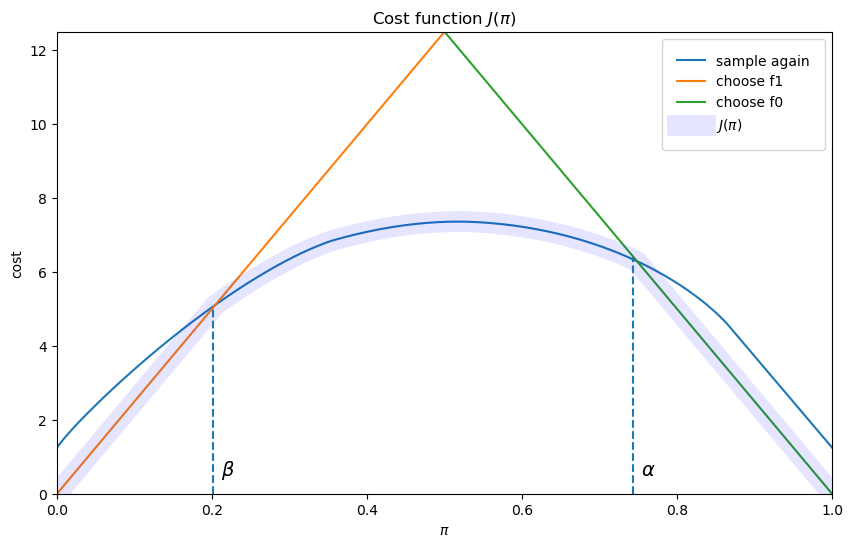 Cost function J(π)
12
10
8
6
4
2
0
cost
sample again
choose f1
choose f0
J(π)
β
α
0.0
0.2
0.4
0.6
0.8
1.0
π